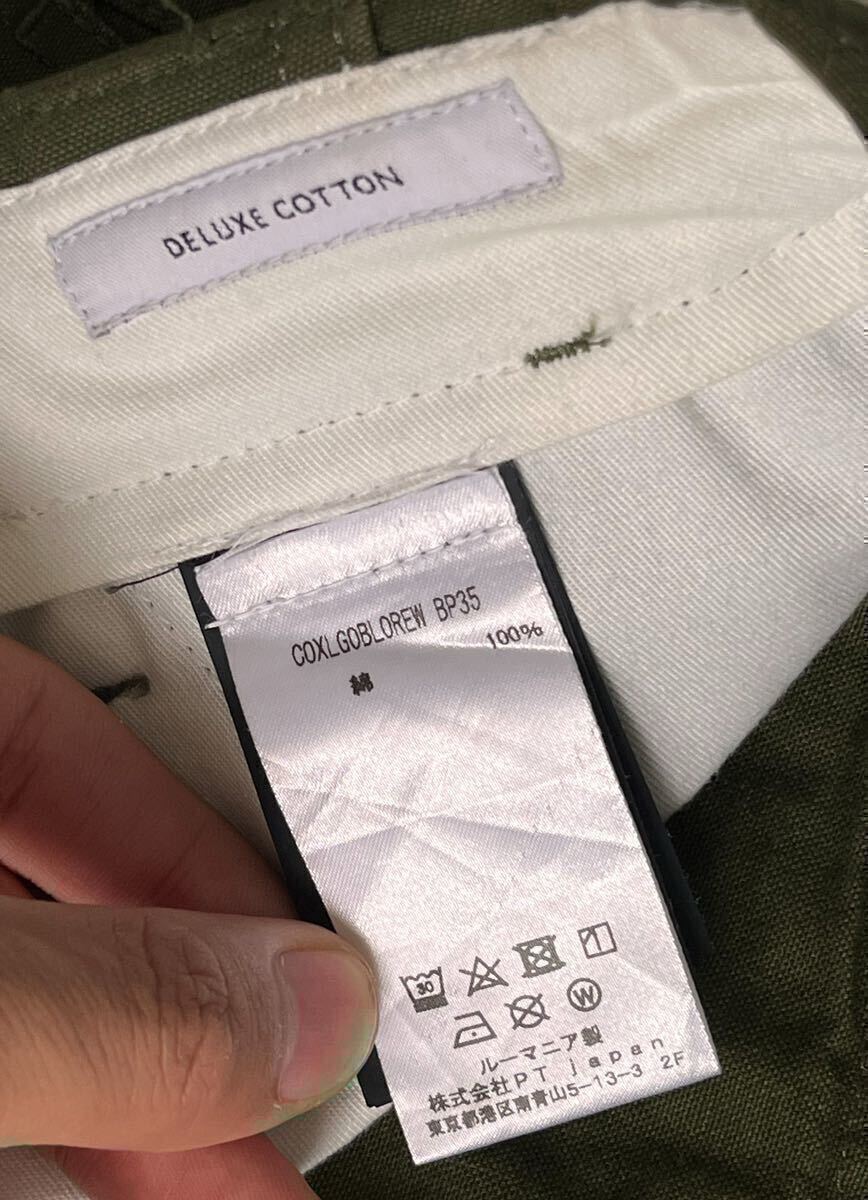 DELUXE COTTON
COXLGOBLOREW BP35
綿 100%
30
W
ルーマニア製
株式会社PT japan
東京都港区南青山5-13-3 2F